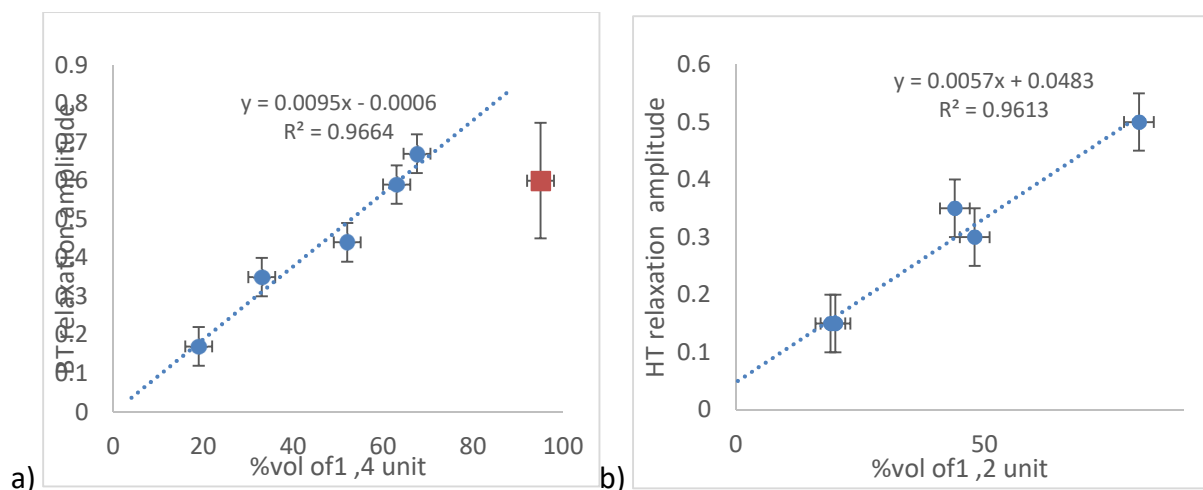 0.9
0.8
0.7
0.6
0.5
0.4
0.3
0.2
0.1
0
BT relaxation amplitude
y = 0.0095x - 0.0006
R² = 0.9664
0 20 40 60 80 100
%vol of1 ,4 unit
a)
0.6
0.5
0.4
0.3
0.2
0.1
0
HT relaxation amplitude
y = 0.0057x + 0.0483
R² = 0.9613
0 50
%vol of1 ,2 unit
b)